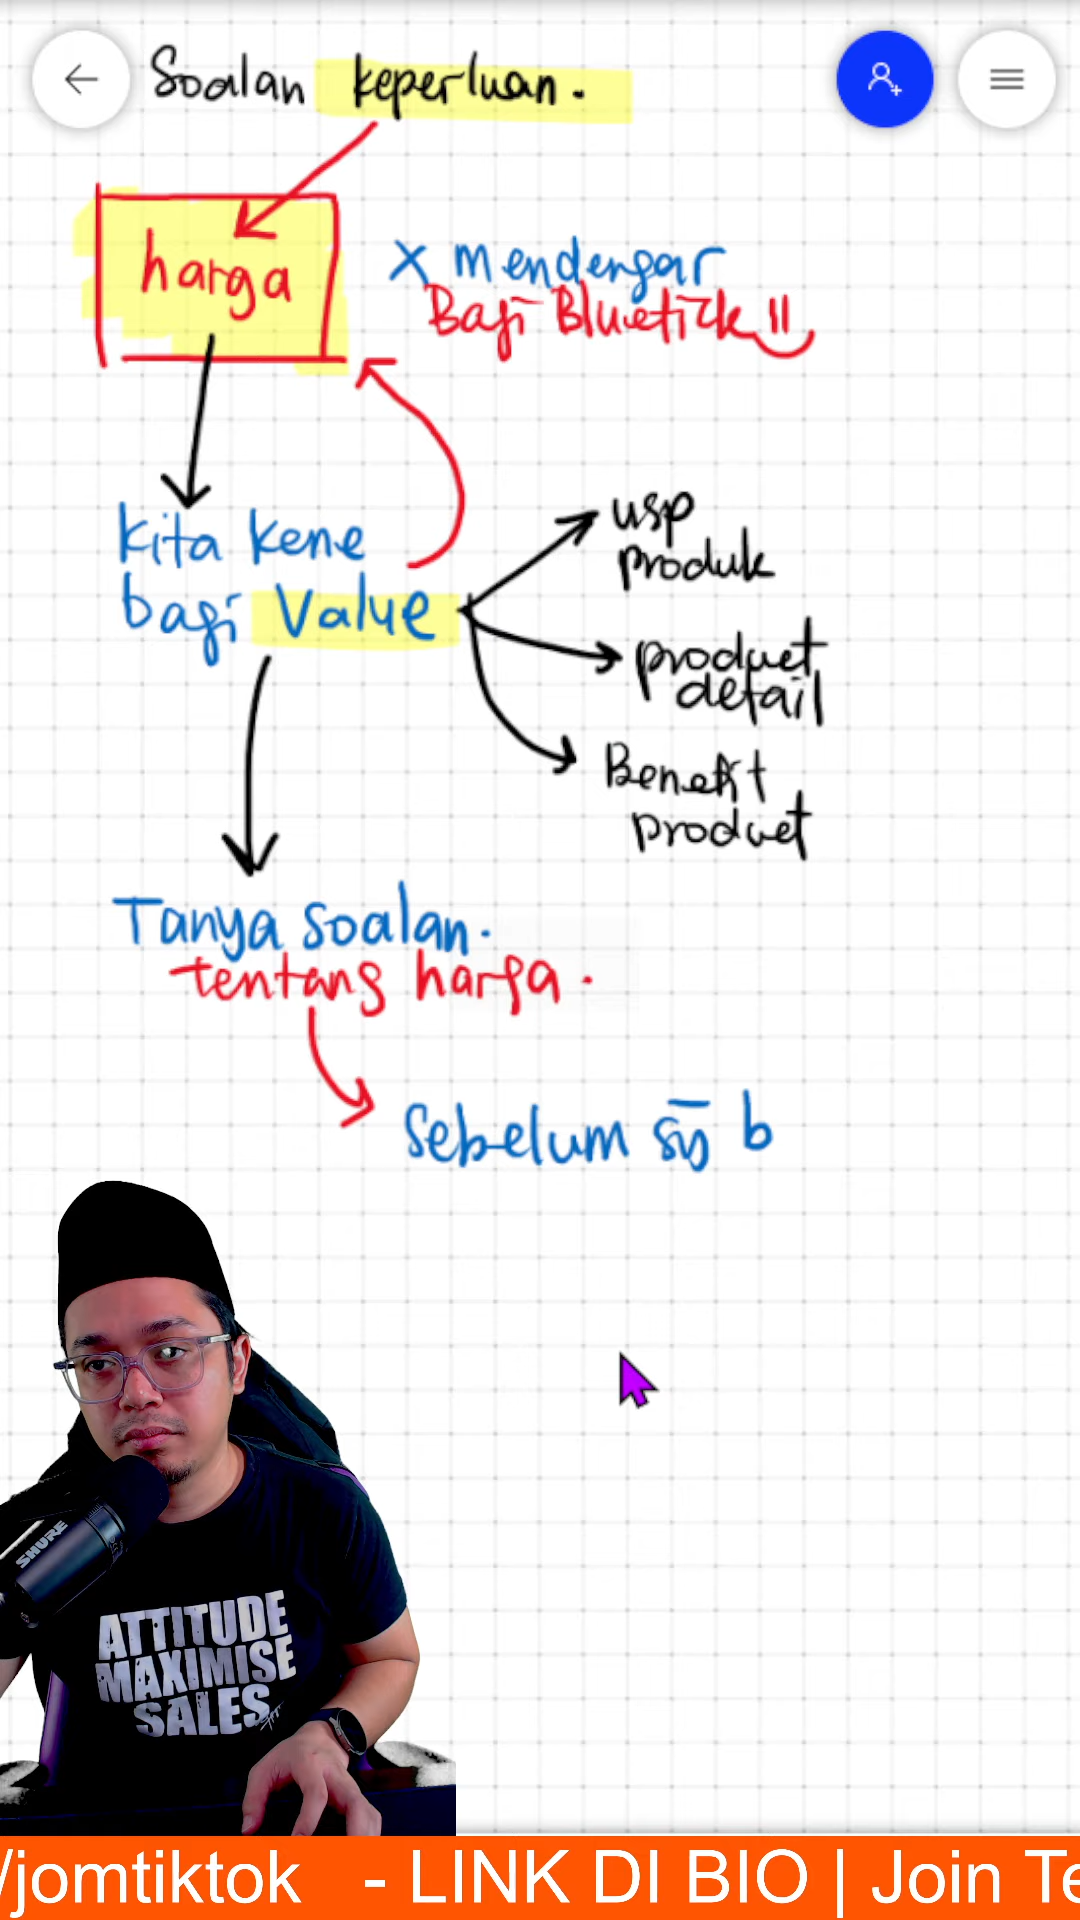 Soalan keperluan.
harga
x mendengar
Bagi Bluetick !!
kita kene
bagi Value
usp
produk
product
detail
Benefit
product
Tanya soalan.
tentang harga.
Sebelum sy b
SHURE
ATTITUDE
MAXIMISE
SALES
/jomtiktok - LINK DI BIO | Join Te